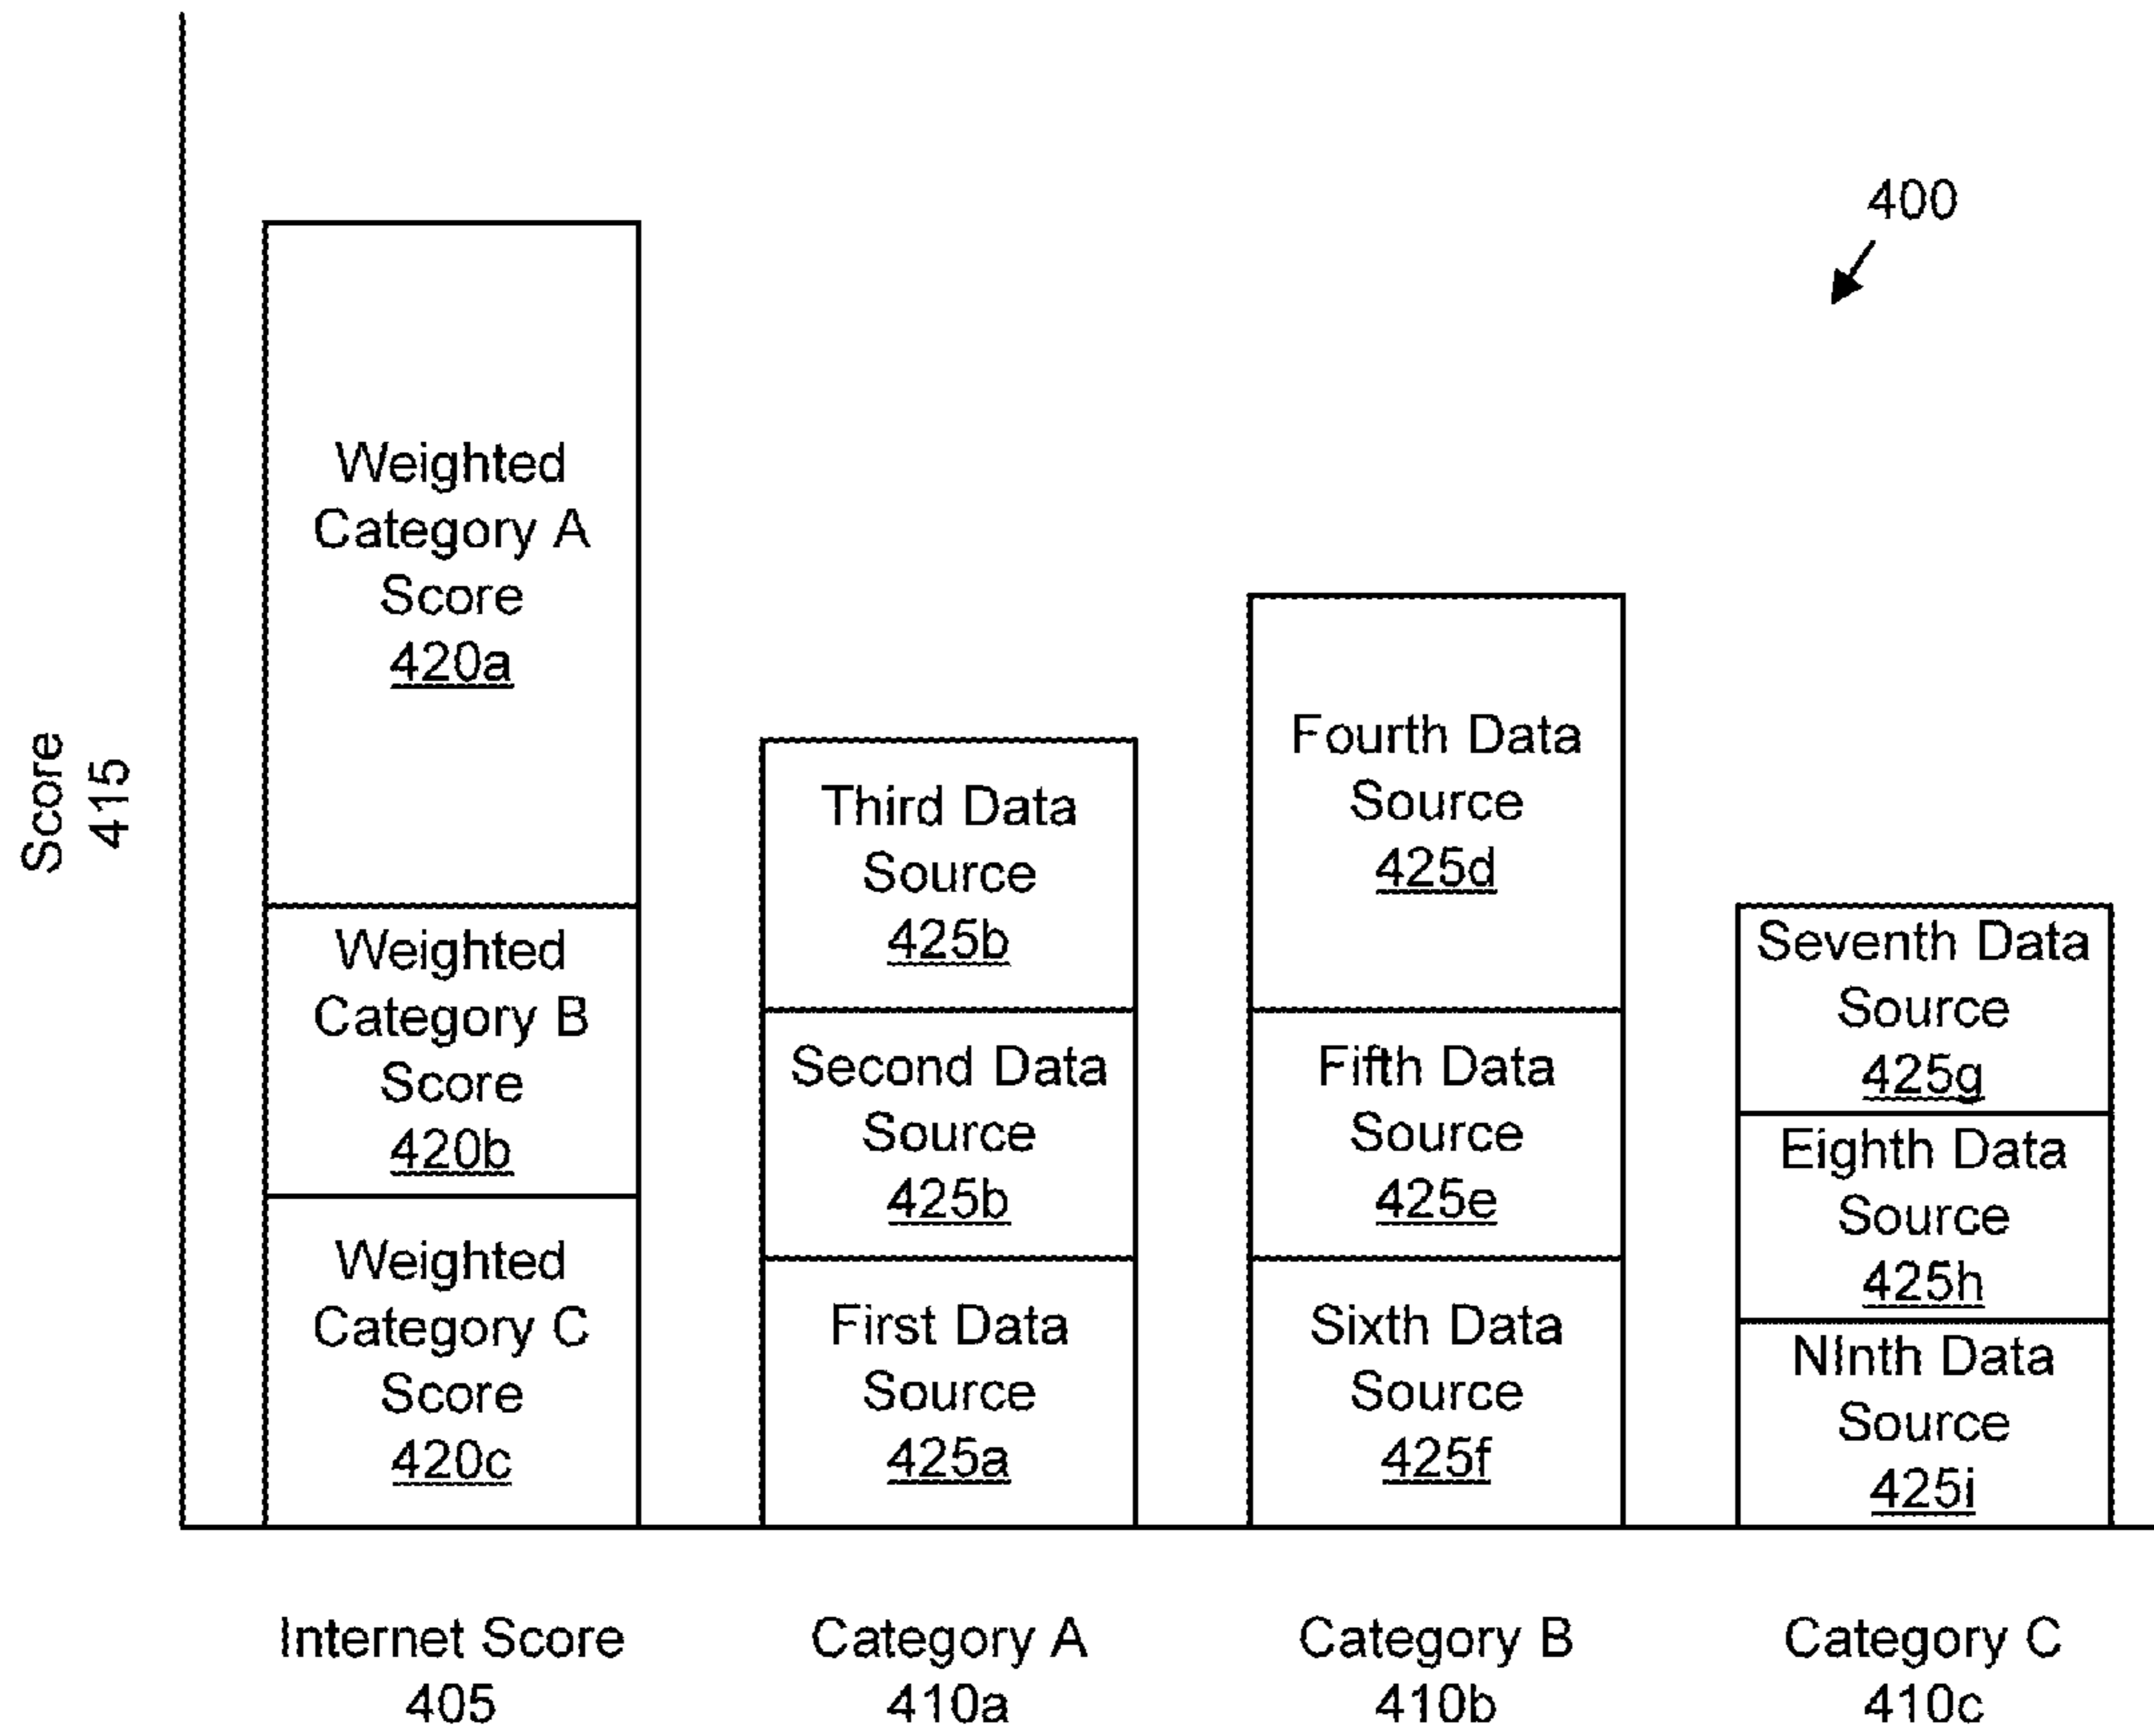 400
Score
415
Weighted
Category A
Score
420a
Weighted
Category B
Score
420b
Weighted
Category C
Score
420c
Third Data
Source
425b
Second Data
Source
425b
First Data
Source
425a
Fourth Data
Source
425d
Fifth Data
Source
425e
Sixth Data
Source
425f
Seventh Data
Source
425g
Eighth Data
Source
425h
NInth Data
Source
425i
Internet Score
405
Category A
410a
Category B
410b
Category C
410c